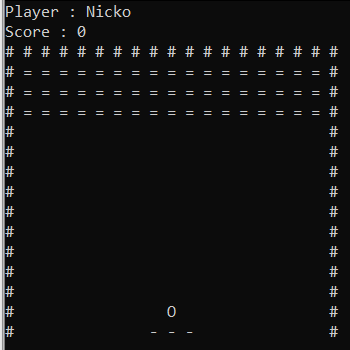 Player : Nicko
Score : 0
# # # # # # # # # # # # # # # # # # #
# = = = = = = = = = = = = = = = = = #
# = = = = = = = = = = = = = = = = = #
# = = = = = = = = = = = = = = = = = #
#                                   #
#                                   #
#                                   #
#                                   #
#                                   #
#                                   #
#                                   #
#                                   #
#                                   #
#                 O                 #
#               - - -               #